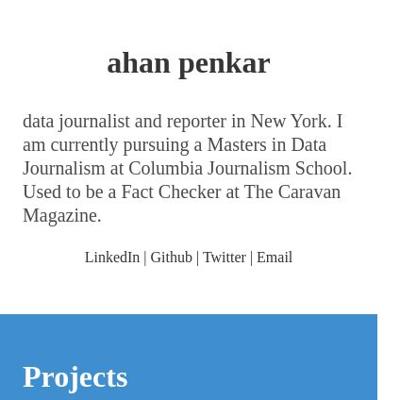 ahan penkar
data journalist and reporter in New York. I
am currently pursuing a Masters in Data
Journalism at Columbia Journalism School.
Used to be a Fact Checker at The Caravan
Magazine.
LinkedIn | Github | Twitter | Email
Projects